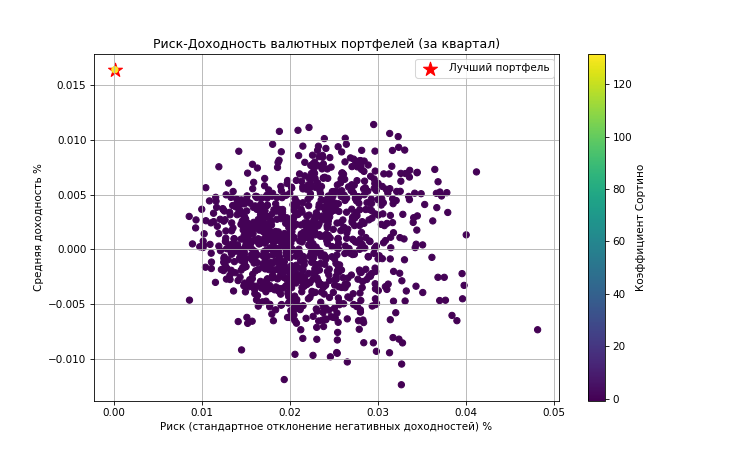 Риск-Доходность валютных портфелей (за квартал)
Лучший портфель
0.015
0.010
0.005
0.000
−0.005
−0.010
Средняя доходность %
0.00 0.01 0.02 0.03 0.04 0.05
Риск (стандартное отклонение негативных доходностей) %
120
100
80
60
40
20
0
Коэффициент Сортино